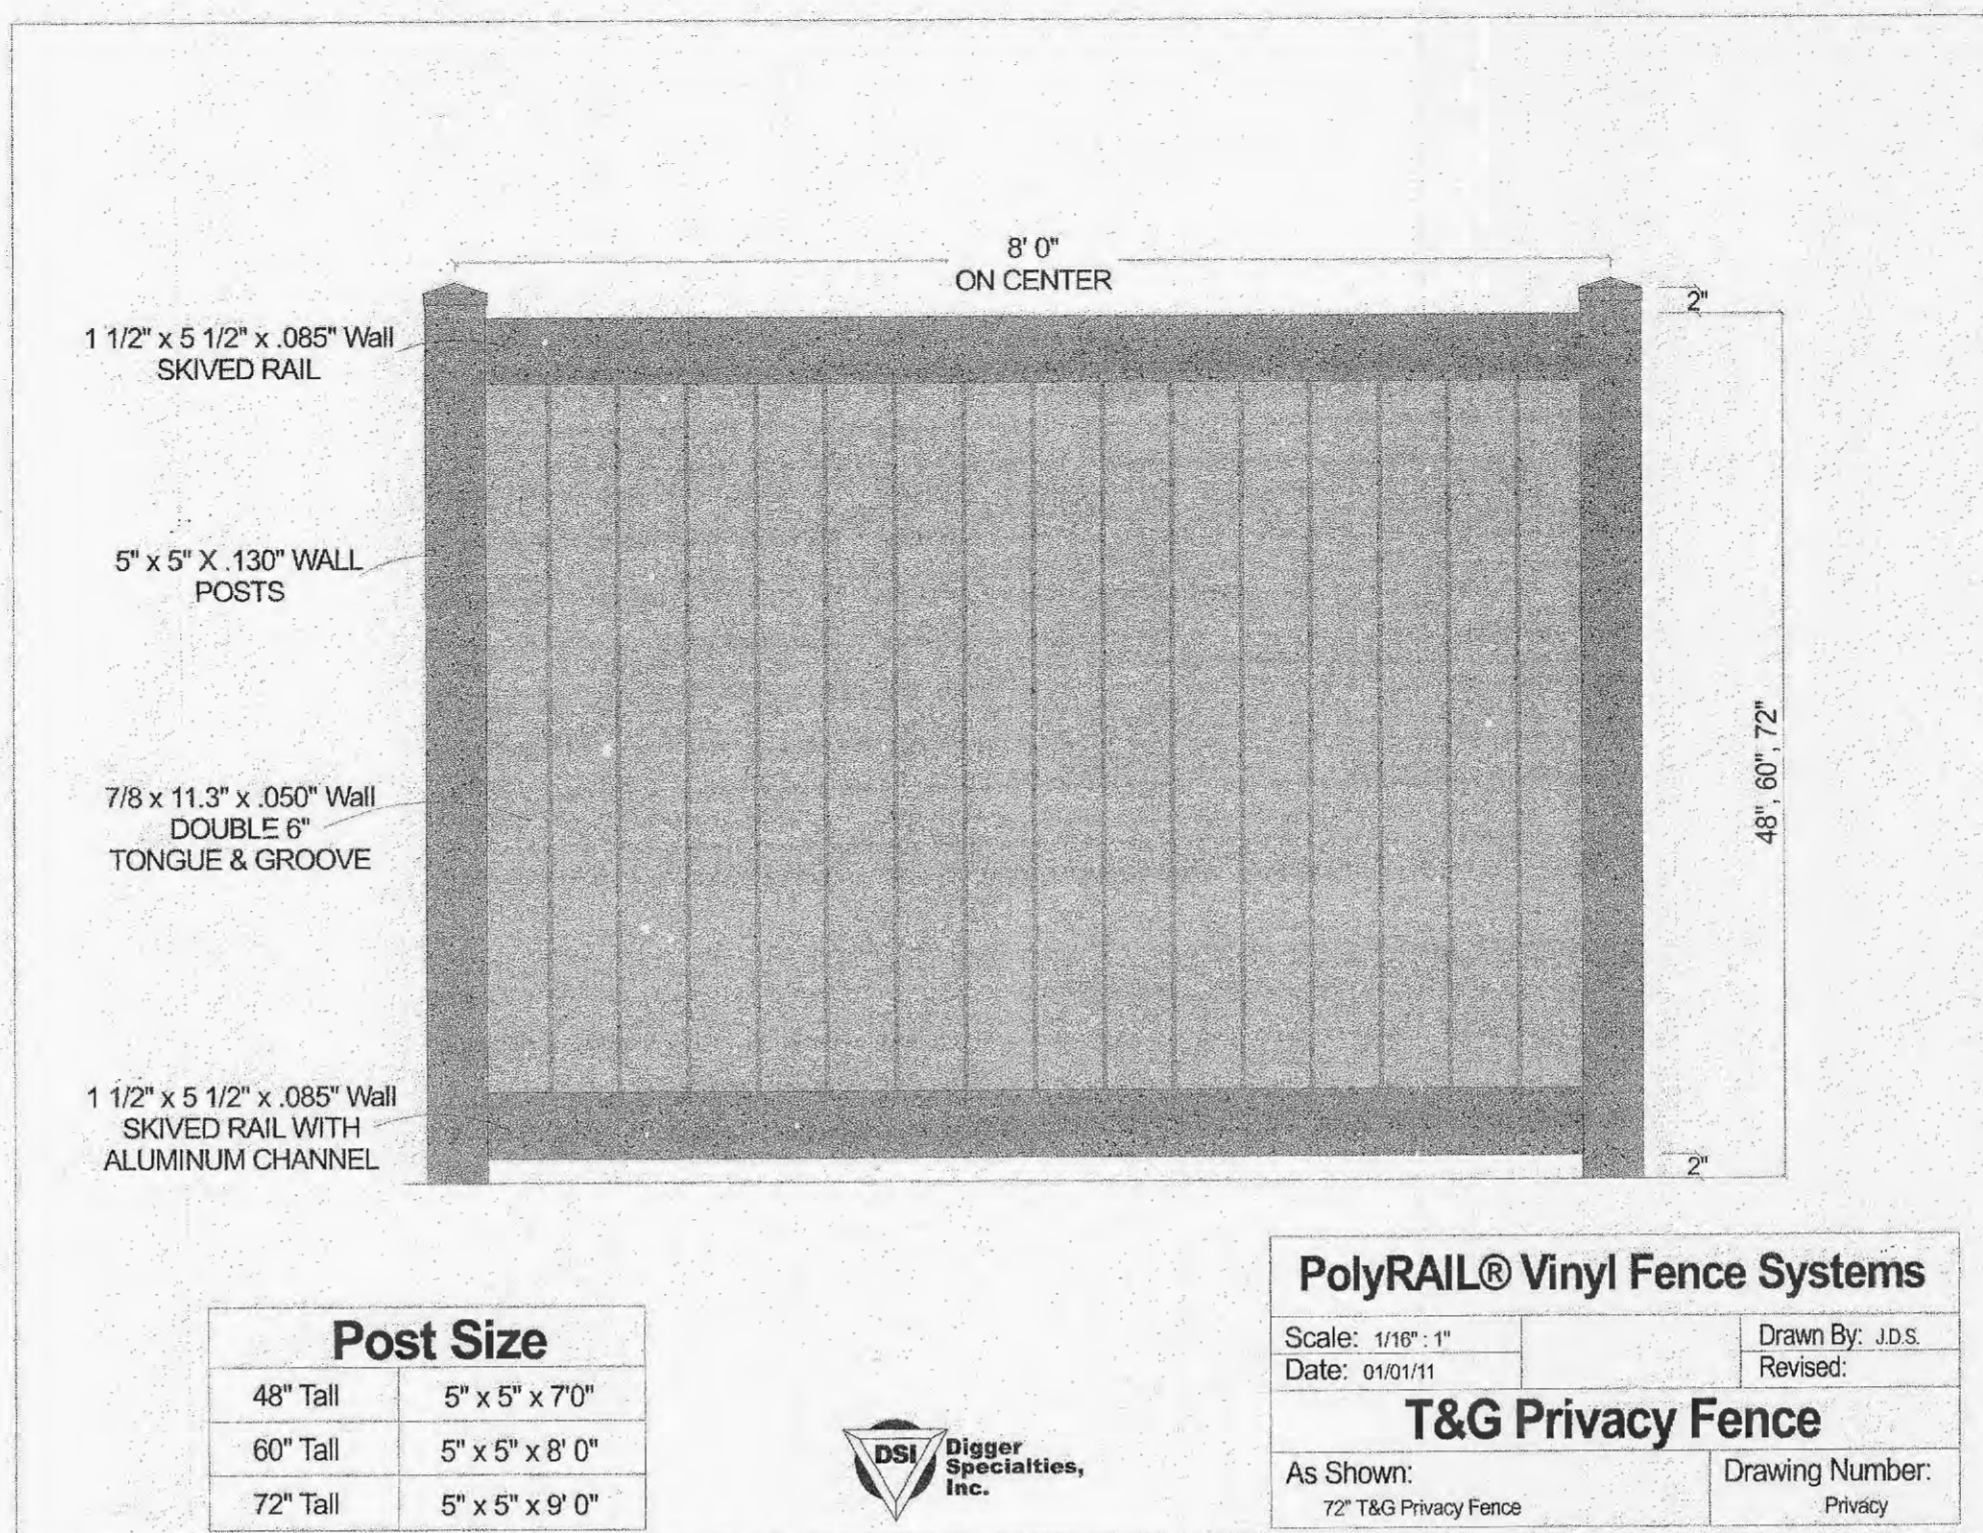 8' 0"
ON CENTER
2"
1 1/2" x 5 1/2" x .085" Wall
SKIVED RAIL
5" x 5" X .130" WALL
POSTS
48", 60", 72"
7/8 x 11.3" x .050" Wall
DOUBLE 6"
TONGUE & GROOVE
1 1/2" x 5 1/2" x .085" Wall
SKIVED RAIL WITH
ALUMINUM CHANNEL
2"
Post Size
48" Tall 5" x 5" x 7'0"
60" Tall 5" x 5" x 8' 0"
72" Tall 5" x 5" x 9' 0"
DSI
Digger
Specialties,
Inc.
PolyRAIL® Vinyl Fence Systems
Scale: 1/16" : 1" Drawn By: J.D.S.
Date: 01/01/11 Revised:
T&G Privacy Fence
As Shown: Drawing Number:
72" T&G Privacy Fence Privacy